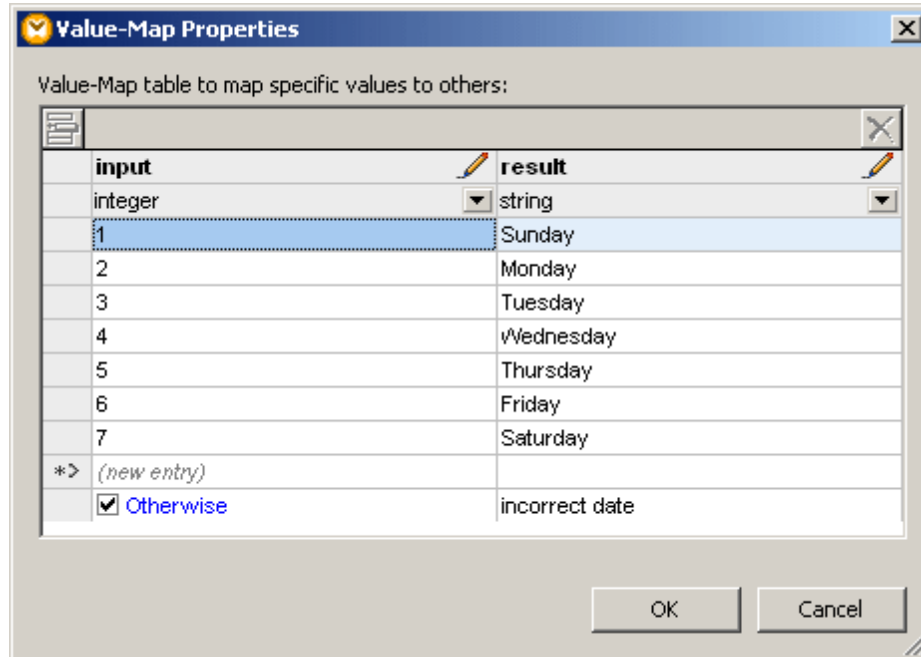 Value-Map Properties
Value-Map table to map specific values to others:
input result
integer string
1 Sunday
2 Monday
3 Tuesday
4 Wednesday
5 Thursday
6 Friday
7 Saturday
*> (new entry)
Otherwise incorrect date
OK Cancel